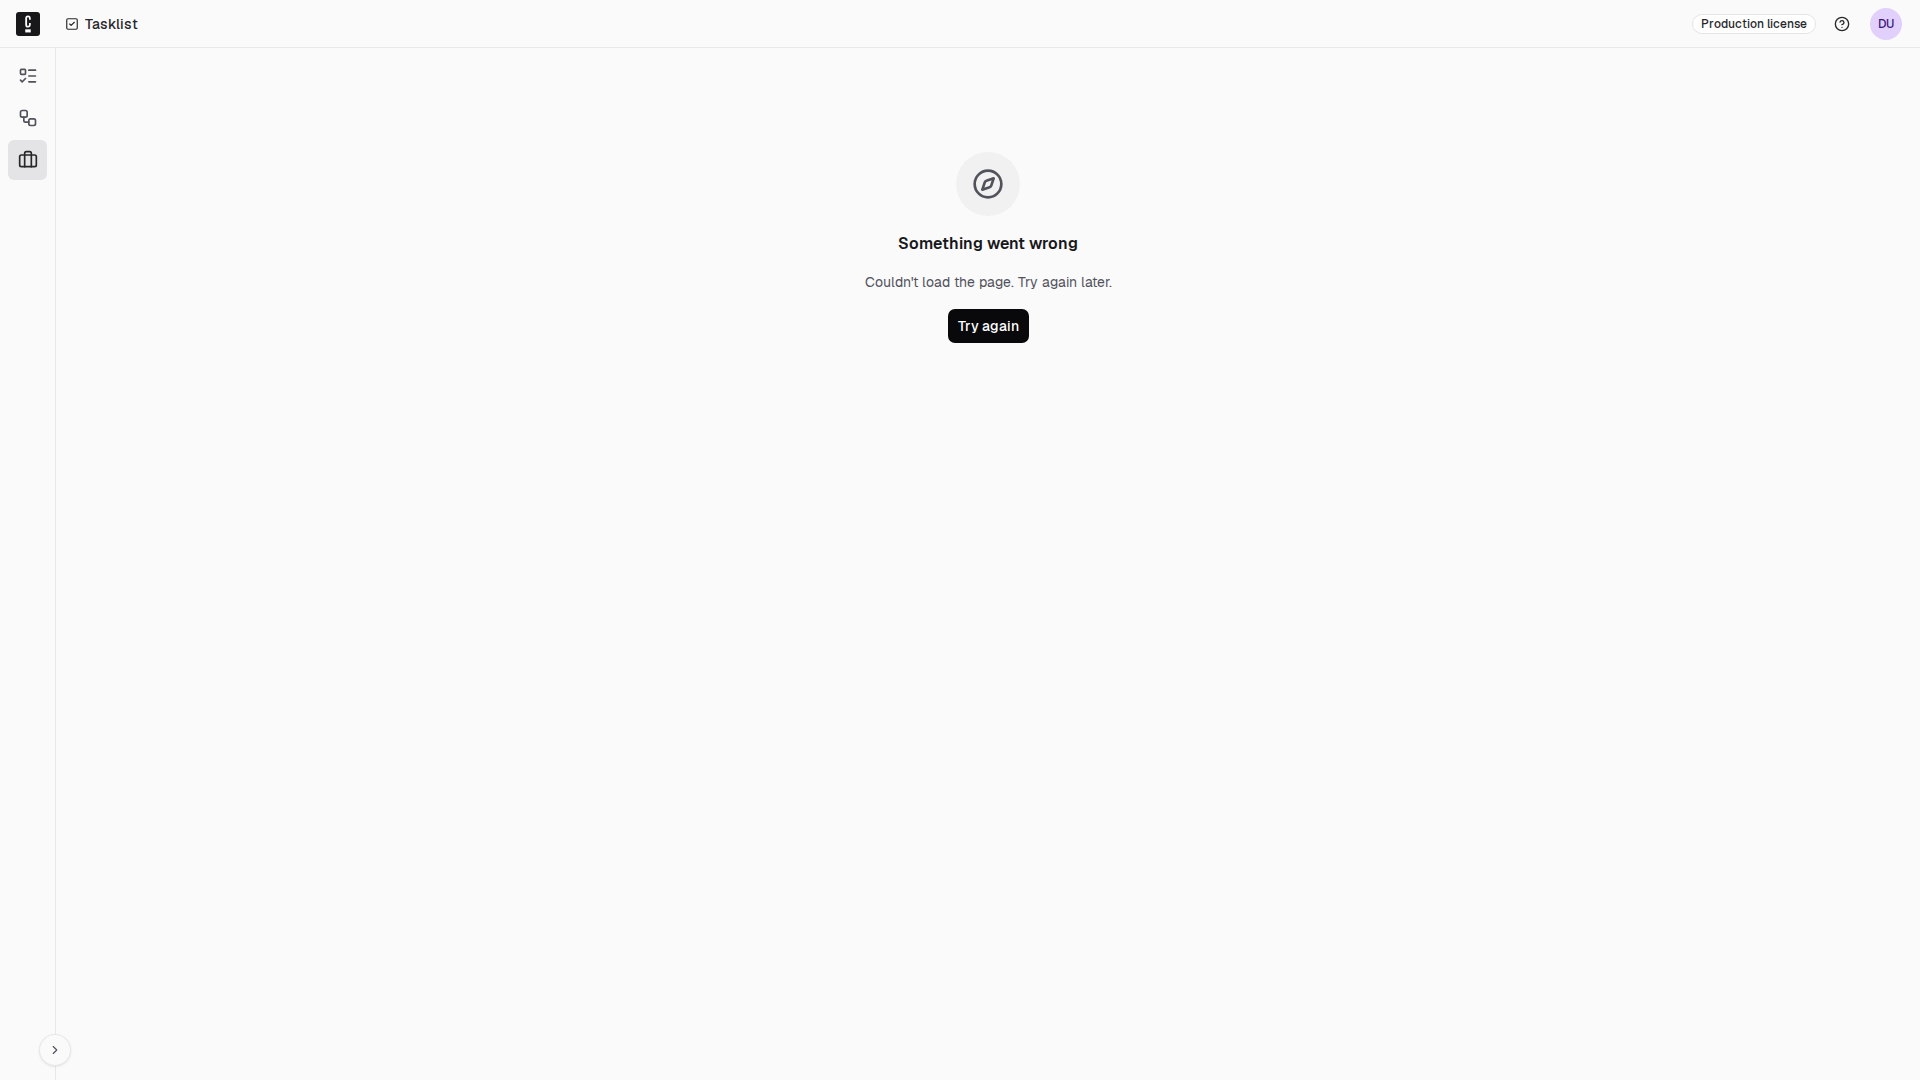 Tasklist
Production license
DU
Something went wrong
Couldn't load the page. Try again later.
Try again